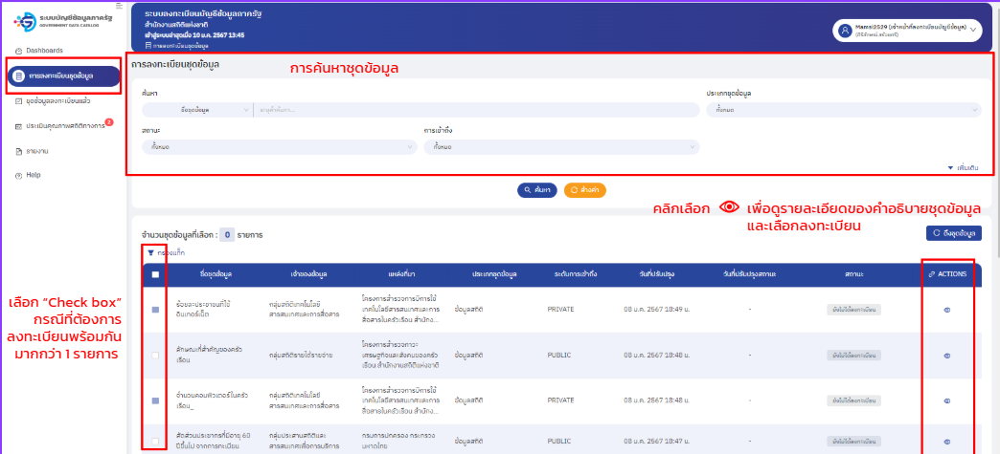 ระบบบัญชีข้อมูลภาครัฐ
GOVERNMENT DATA CATALOG
Dashboards
การลงทะเบียนชุดข้อมูล
ชุดข้อมูลลงทะเบียนแล้ว
ประเมินคุณภาพสถิติทางการ 2
รายงาน
Help
เลือก “Check box”
กรณีที่ต้องการ
ลงทะเบียนพร้อมกัน
มากกว่า 1 รายการ
ระบบลงทะเบียนบัญชีข้อมูลภาครัฐ
สำนักงานสถิติแห่งชาติ
เข้าสู่ระบบล่าสุดเมื่อ 10 ม.ค. 2567 13:45
การลงทะเบียนชุดข้อมูล
Mamsi2529 (เจ้าหน้าที่ลงทะเบียนบัญชีข้อมูล)
การลงทะเบียนชุดข้อมูล
การค้นหาชุดข้อมูล
ค้นหา
ประเภทชุดข้อมูล
ชื่อชุดข้อมูล
ระบุคำค้นหา...
ทั้งหมด
สถานะ
การเข้าถึง
ทั้งหมด
ทั้งหมด
เพิ่มเติม
ค้นหา
ล้างค่า
คลิกเลือก เพื่อดูรายละเอียดของคำอธิบายชุดข้อมูล
และเลือกลงทะเบียน
จำนวนชุดข้อมูลที่เลือก : 0 รายการ
ดึงชุดข้อมูล
กรองแท็ก
ชื่อชุดข้อมูล เจ้าของข้อมูล แหล่งที่มา ประเภทชุดข้อมูล ระดับการเข้าถึง วันที่ปรับปรุง วันที่ปรับปรุงสถานะ สถานะ ACTIONS
ร้อยละประชาชนที่ใช้
อินเทอร์เน็ต
กลุ่มสถิติเทคโนโลยี
สารสนเทศและการสื่อสาร
โครงการสำรวจการมีการใช้
เทคโนโลยีสารสนเทศและการ
สื่อสารในครัวเรือน สำนักง...
ข้อมูลสถิติ
PRIVATE
08 ม.ค. 2567 18:49 น.
-
ยังไม่ได้ลงทะเบียน
ลักษณะที่สำคัญของครัว
เรือน
กลุ่มสถิติรายได้รายจ่าย
โครงการสำรวจภาวะ
เศรษฐกิจและสังคมของครัว
เรือน สำนักงานสถิติแห่งชาติ
ข้อมูลสถิติ
PUBLIC
08 ม.ค. 2567 18:48 น.
-
ยังไม่ได้ลงทะเบียน
จำนวนคอมพิวเตอร์ในครัว
เรือน_
กลุ่มสถิติเทคโนโลยี
สารสนเทศและการสื่อสาร
โครงการสำรวจการมีการใช้
เทคโนโลยีสารสนเทศและการ
สื่อสารในครัวเรือน สำนักง...
ข้อมูลสถิติ
PRIVATE
08 ม.ค. 2567 18:48 น.
-
ยังไม่ได้ลงทะเบียน
สัดส่วนประชากรที่มีอายุ 60
ปีขึ้นไป จากการทะเบียน
กลุ่มประสานสถิติและ
สารสนเทศเพื่อการบริการ
กรมการปกครอง กระทรวง
มหาดไทย
ข้อมูลสถิติ
PUBLIC
08 ม.ค. 2567 18:47 น.
-
ยังไม่ได้ลงทะเบียน